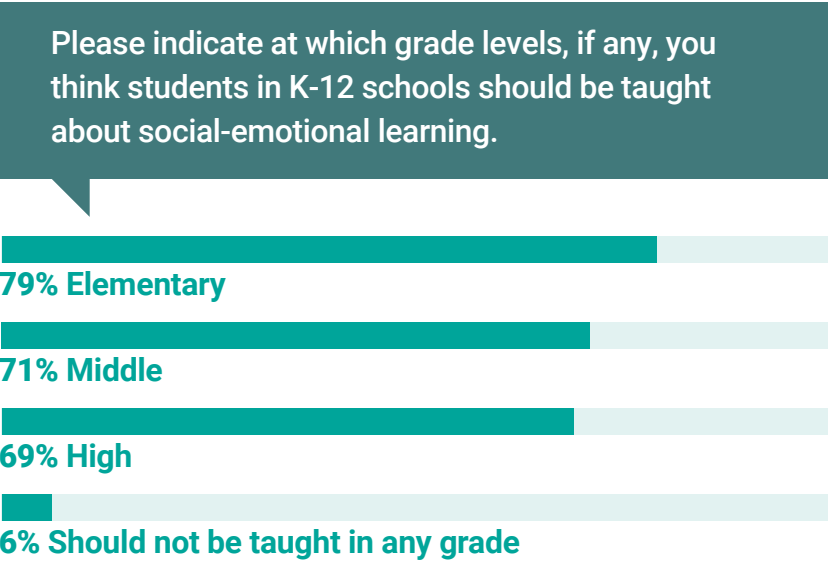 Please indicate at which grade levels, if any, you
think students in K-12 schools should be taught
about social-emotional learning.
79% Elementary
71% Middle
69% High
6% Should not be taught in any grade